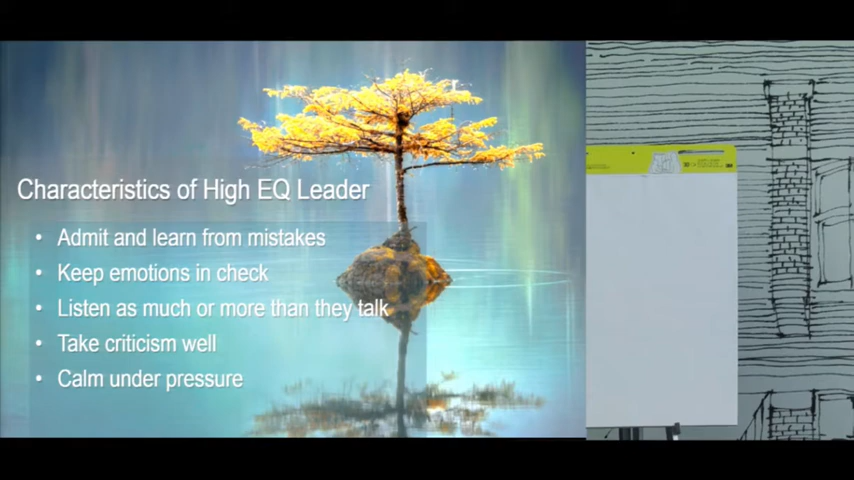 Characteristics of High EQ Leader
• Admit and learn from mistakes
• Keep emotions in check
• Listen as much or more than they talk
• Take criticism well
• Calm under pressure